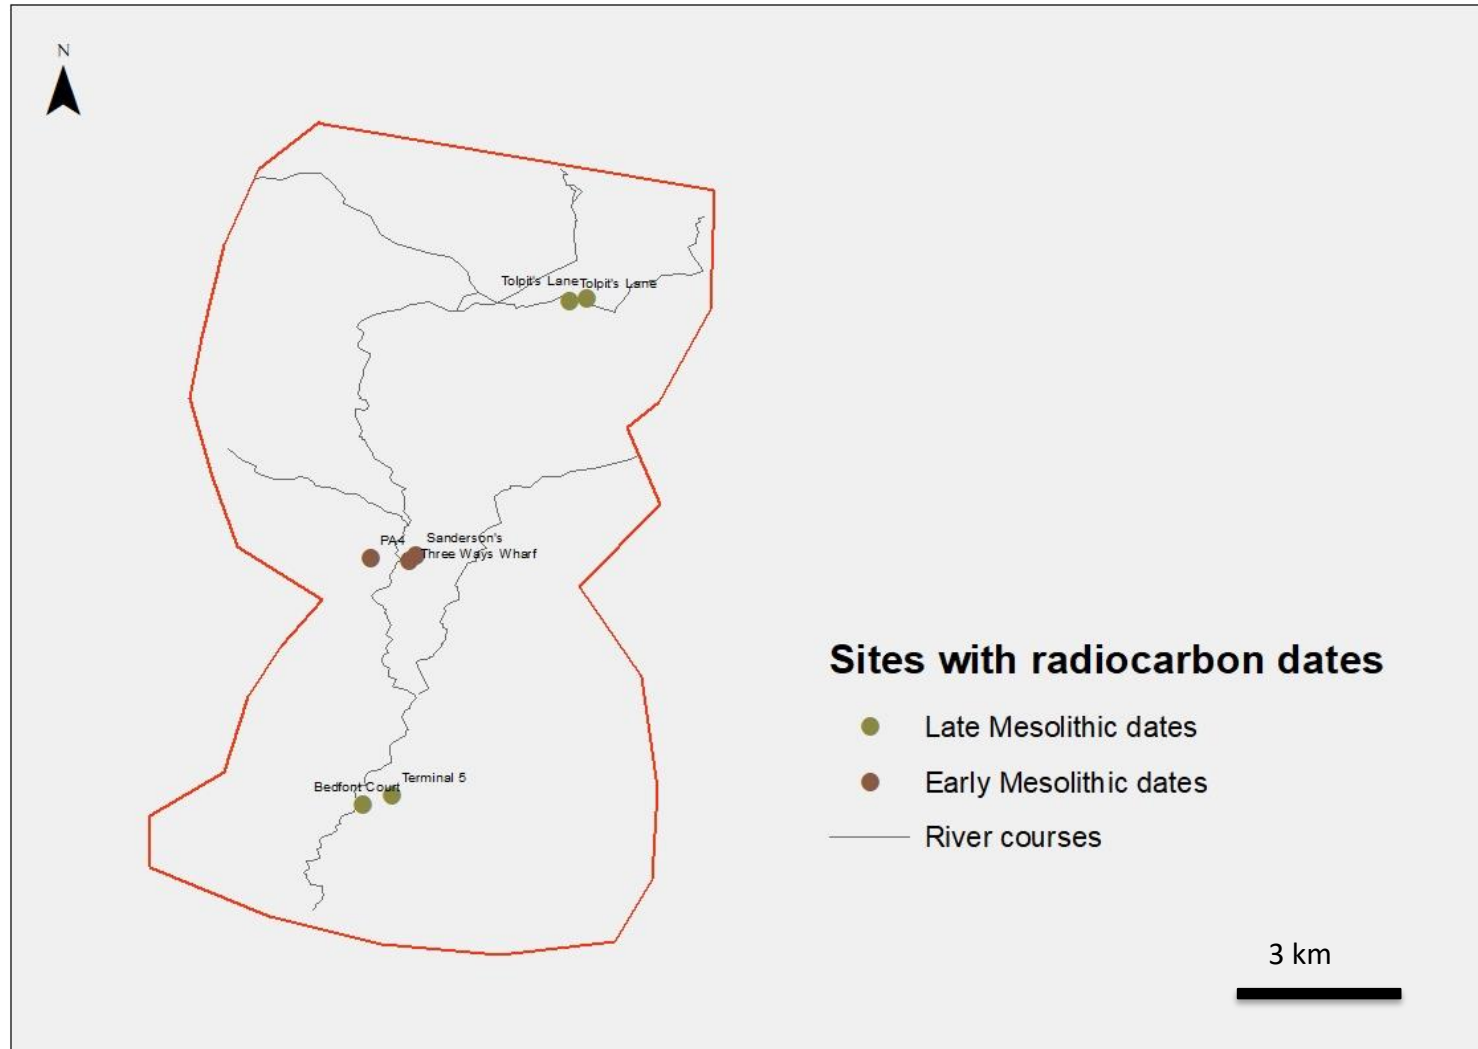 N
Tolpit's Lane
Tolpit's Lane
PA4
Sanderson's
Three Ways Wharf
Terminal 5
Bedfont Court
Sites with radiocarbon dates
Late Mesolithic dates
Early Mesolithic dates
River courses
3 km